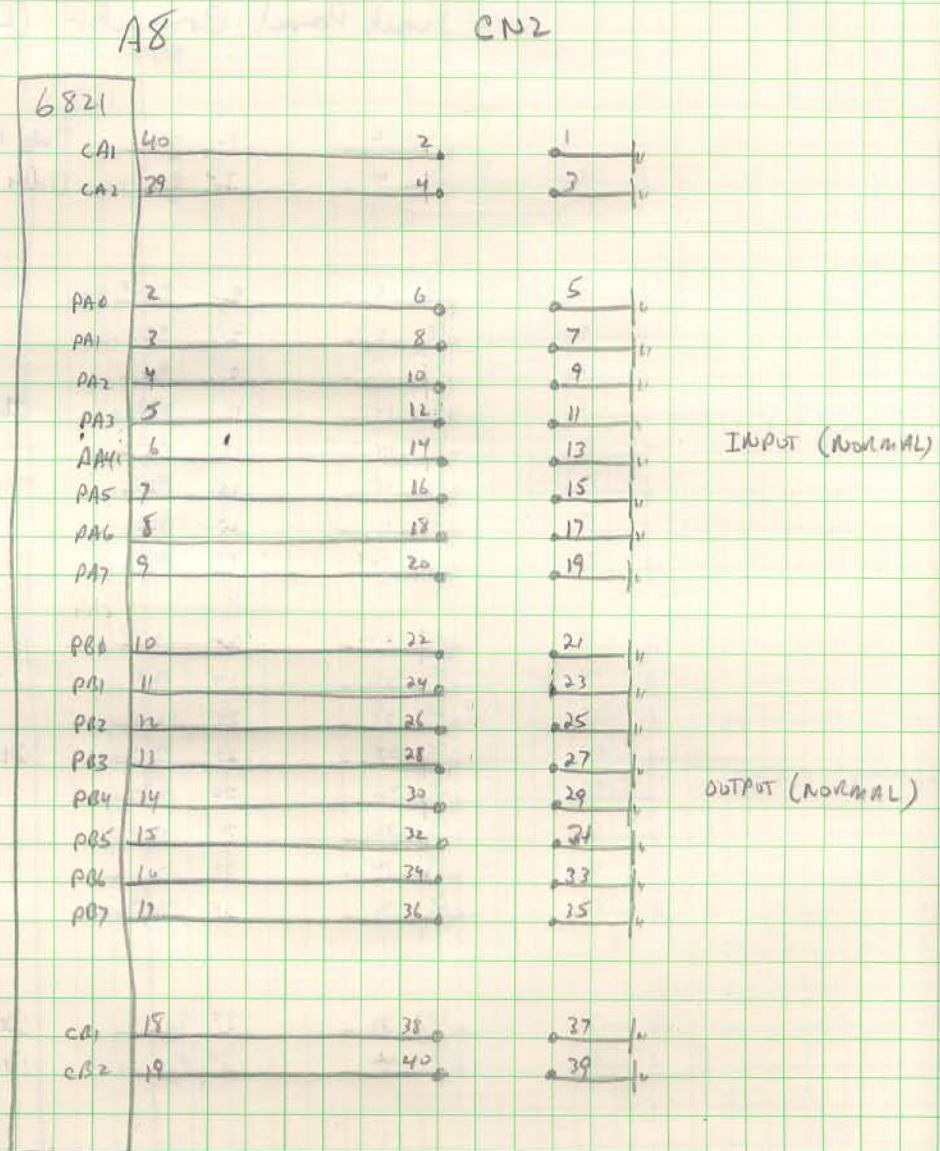 A8 CN2
6821
CA1 40 2 1
CA2 39 4 3
PA0 2 6 5
PA1 3 8 7
PA2 4 10 9
PA3 5 12 11
PA4 6 14 13
INPUT (NORMAL)
PA5 7 16 15
PA6 8 18 17
PA7 9 20 19
PB0 10 22 21
PB1 11 24 23
PB2 12 26 25
PB3 13 28 27
PB4 14 30 29
OUTPUT (NORMAL)
PB5 15 32 31
PB6 16 34 33
PB7 17 36 35
CB1 18 38 37
CB2 19 40 39